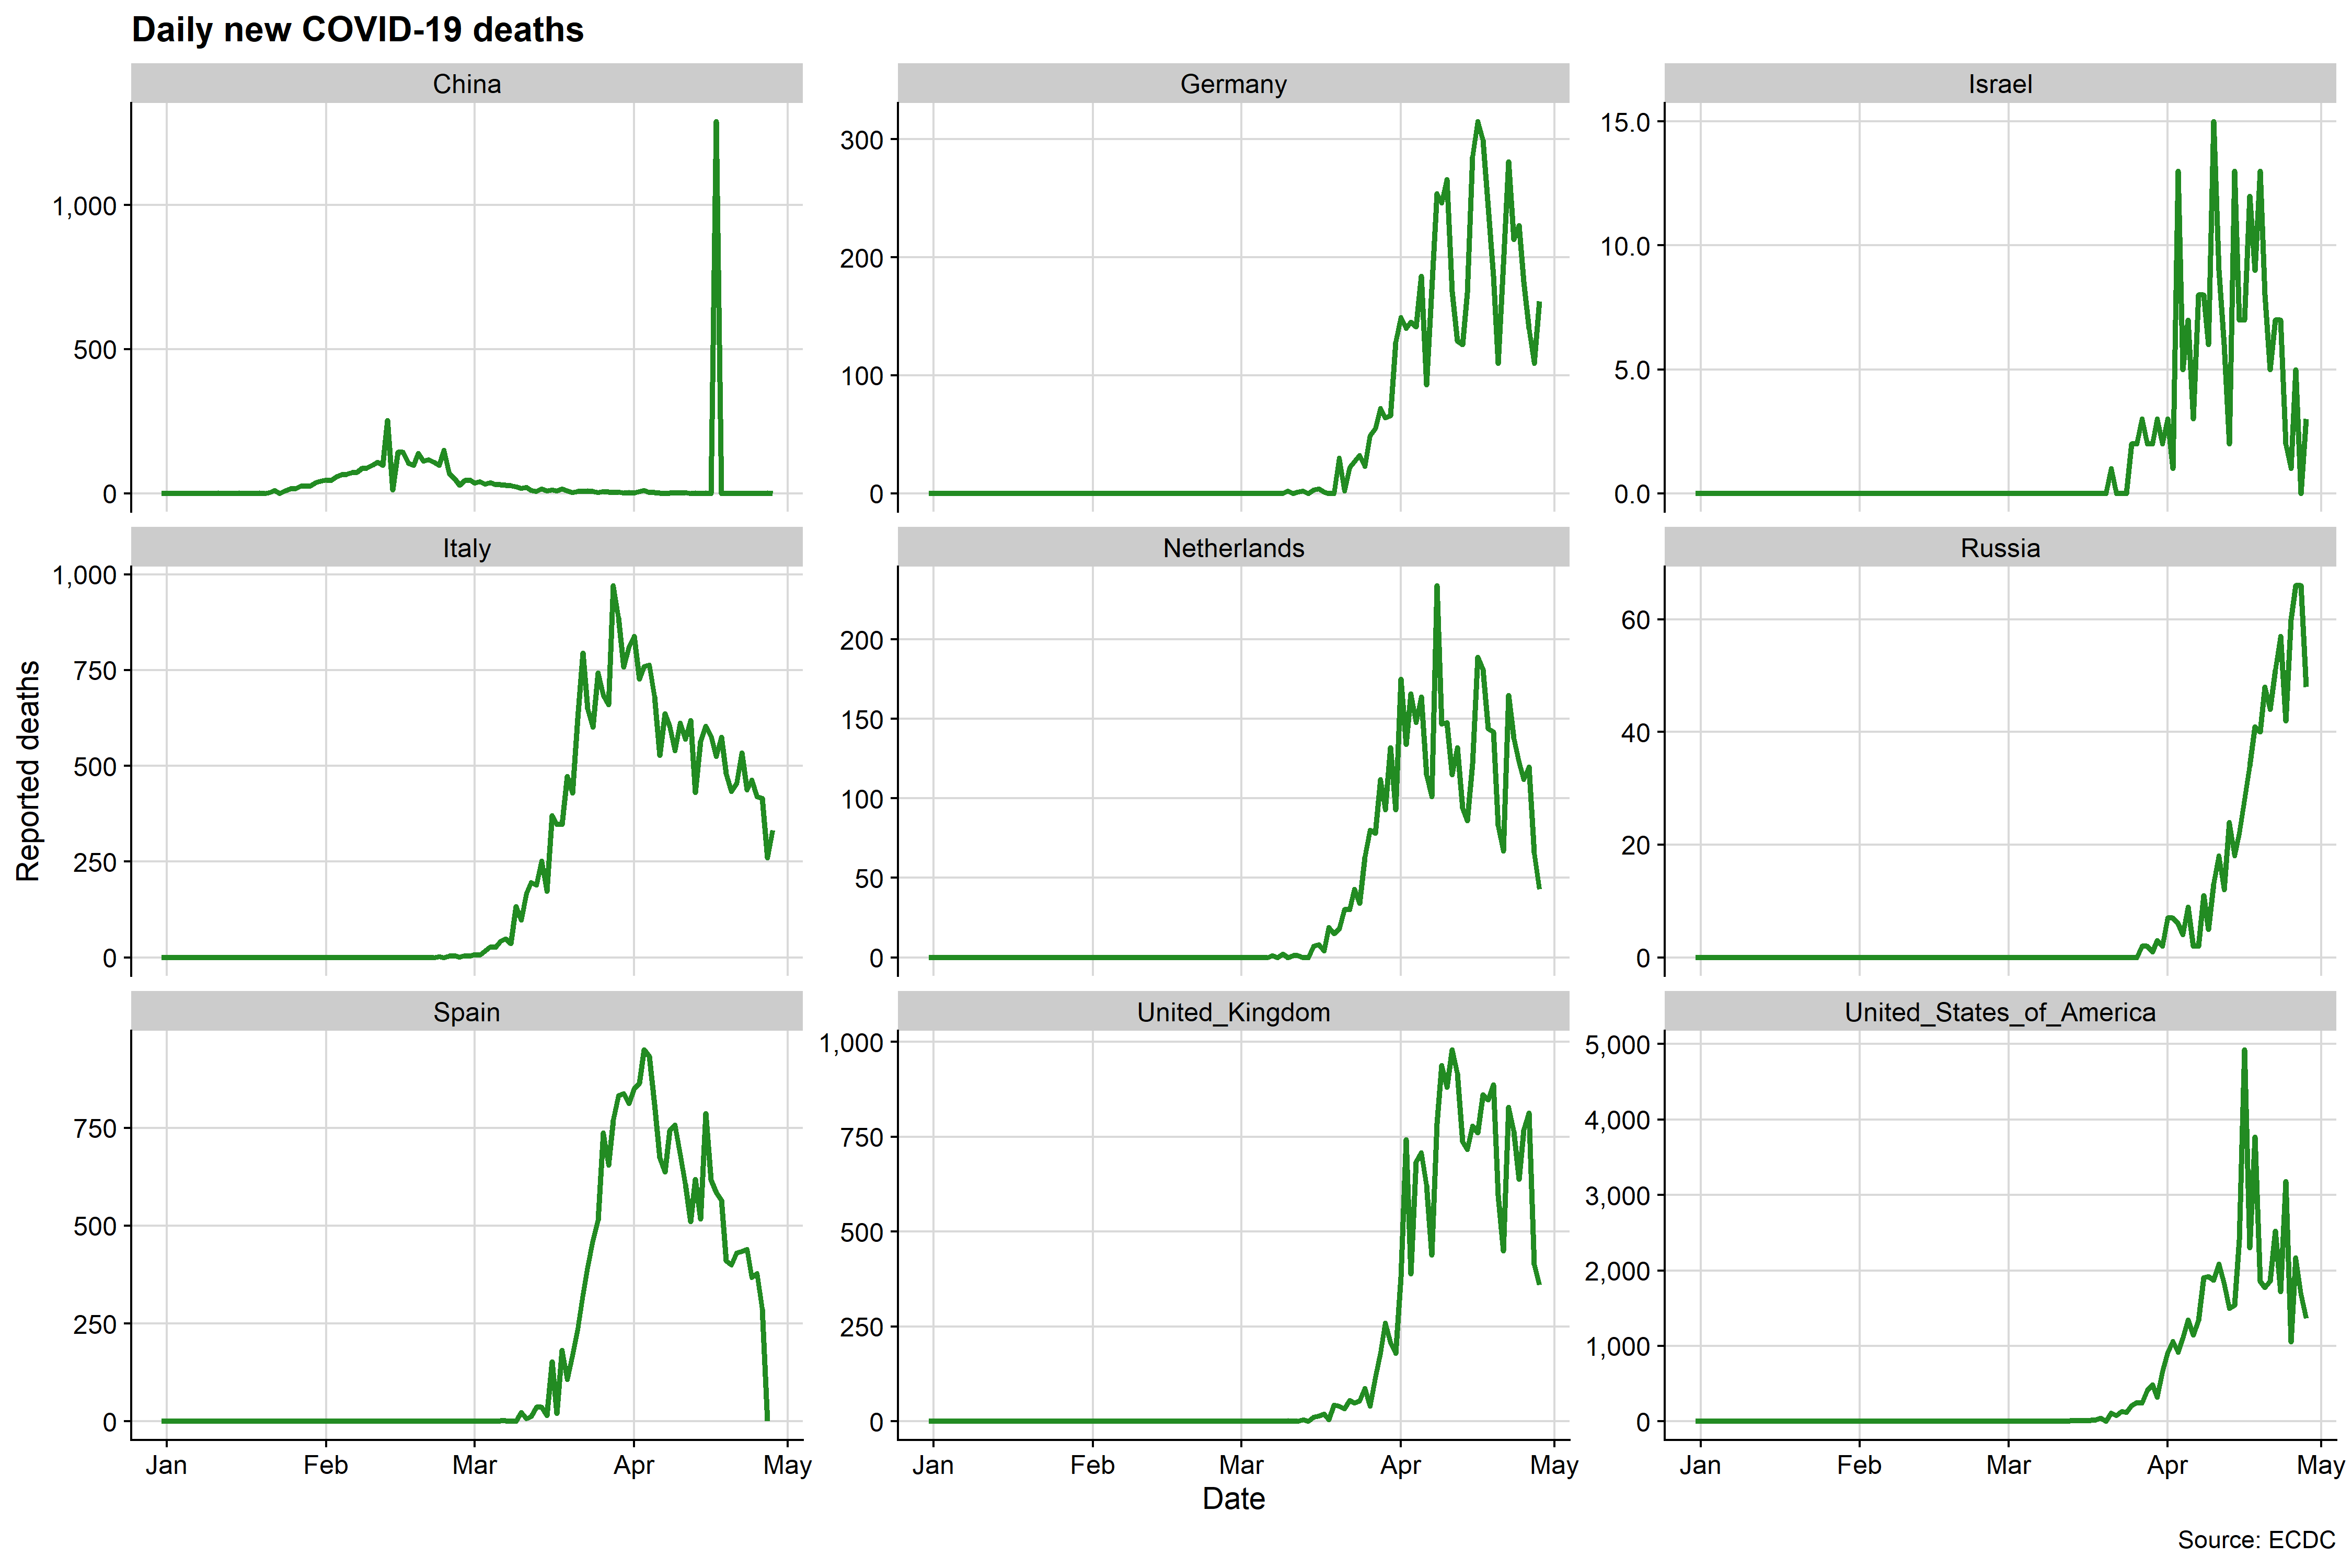 Daily new COVID-19 deaths
China
Germany
Israel
1,000
500
0
300
200
100
0
15.0
10.0
5.0
0.0
Italy
Netherlands
Russia
1,000
750
500
250
0
200
150
100
50
0
60
40
20
0
Spain
United_Kingdom
United_States_of_America
750
500
250
0
1,000
750
500
250
0
5,000
4,000
3,000
2,000
1,000
0
Reported deaths
Jan Feb Mar Apr May
Jan Feb Mar Apr May
Jan Feb Mar Apr May
Date
Source: ECDC